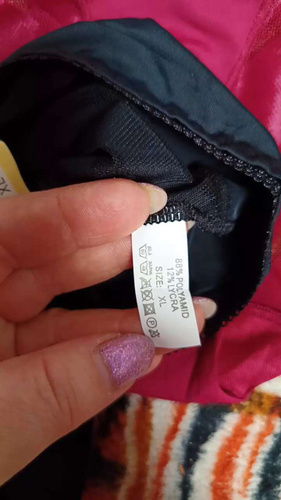 88% POLYAMID
12% LYCRA
SIZE: XL